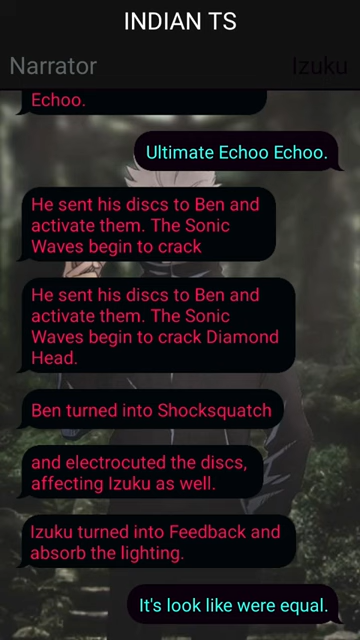 INDIAN TS
Narrator
Izuku
Echoo.
Ultimate Echoo Echoo.
He sent his discs to Ben and
activate them. The Sonic
Waves begin to crack
He sent his discs to Ben and
activate them. The Sonic
Waves begin to crack Diamond
Head.
Ben turned into Shocksquatch
and electrocuted the discs,
affecting Izuku as well.
Izuku turned into Feedback and
absorb the lighting.
It's look like were equal.